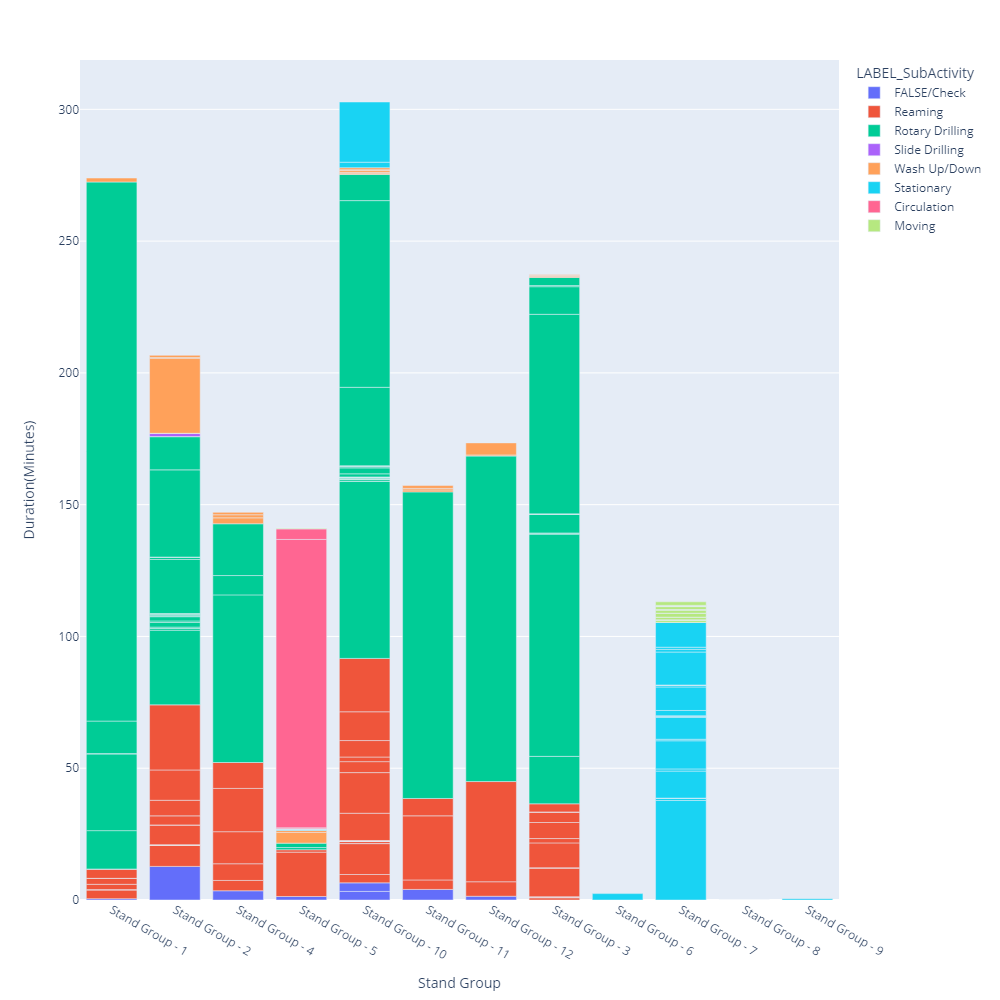 LABEL_SubActivity
FALSE/Check
Reaming
Rotary Drilling
Slide Drilling
Wash Up/Down
Stationary
Circulation
Moving
300
250
200
150
100
50
0
Duration(Minutes)
Stand Group - 1
Stand Group - 2
Stand Group - 4
Stand Group - 5
Stand Group - 10
Stand Group - 11
Stand Group - 12
Stand Group - 3
Stand Group - 6
Stand Group - 7
Stand Group - 8
Stand Group - 9
Stand Group